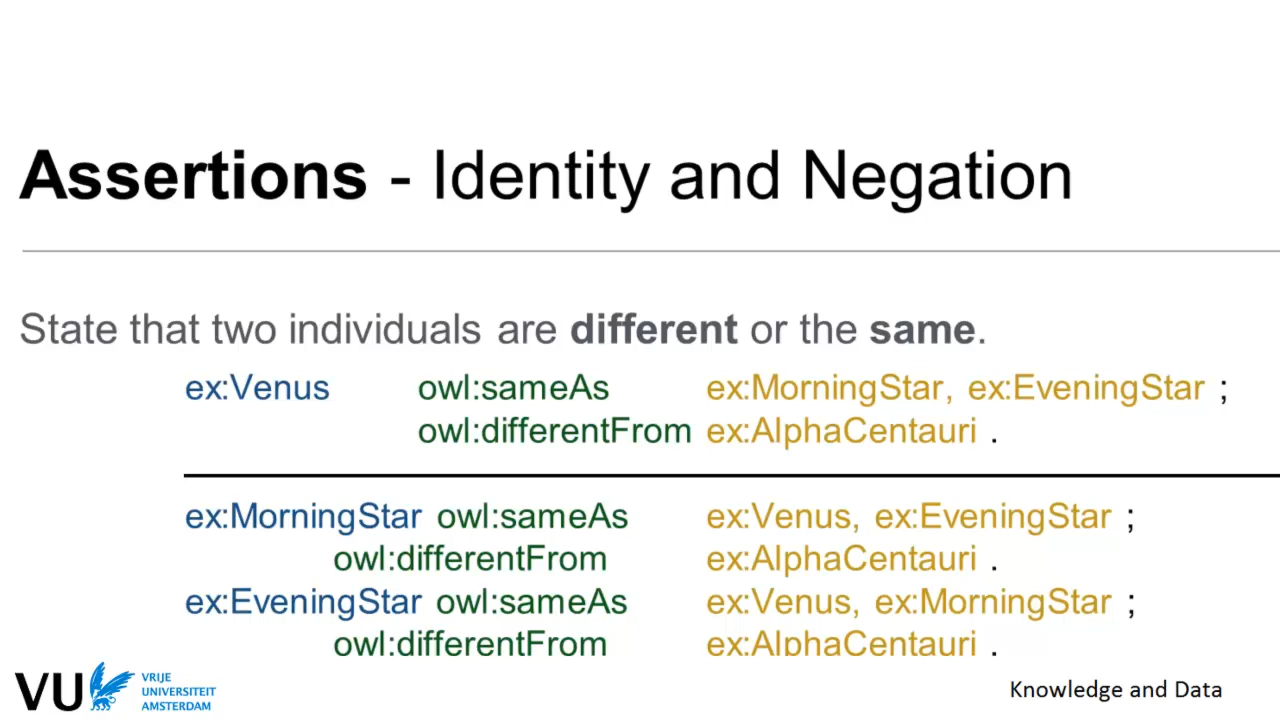 Assertions - Identity and Negation
State that two individuals are different or the same.
ex:Venus owl:sameAs ex:MorningStar, ex:EveningStar ;
owl:differentFrom ex:AlphaCentauri .
ex:MorningStar owl:sameAs ex:Venus, ex:EveningStar ;
owl:differentFrom ex:AlphaCentauri .
ex:EveningStar owl:sameAs ex:Venus, ex:MorningStar ;
owl:differentFrom ex:AlphaCentauri .
VU VRIJE
UNIVERSITEIT
AMSTERDAM
Knowledge and Data